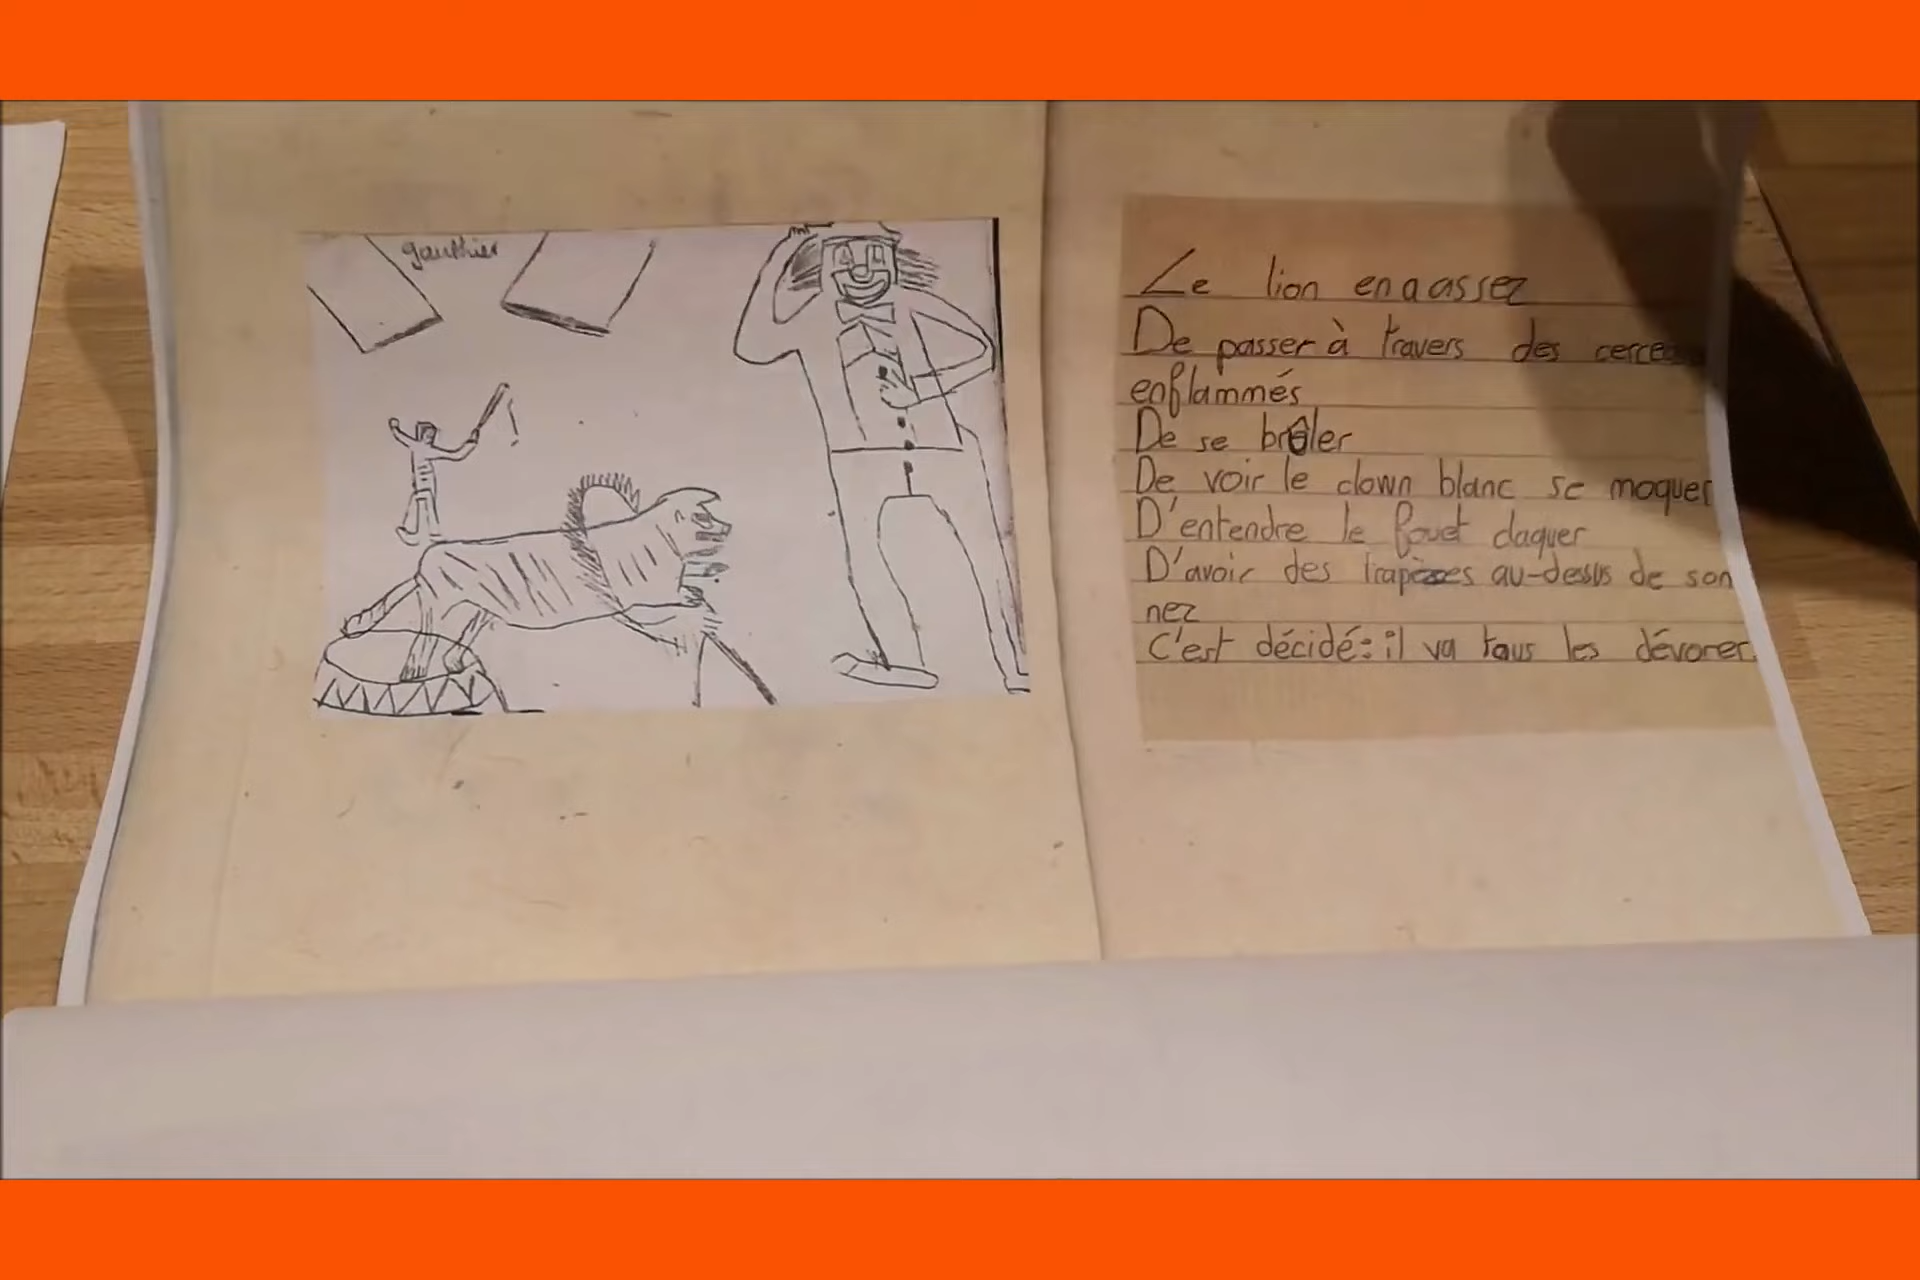 gauthier
Le lion en a assez
De passer à travers des
enflammés
De se brûler
De voir le clown blanc se moquer
D'entendre le fouet claquer
D'avoir des trapèzes au-dessus de son
nez
C'est décidé: il va tous les dévorer.